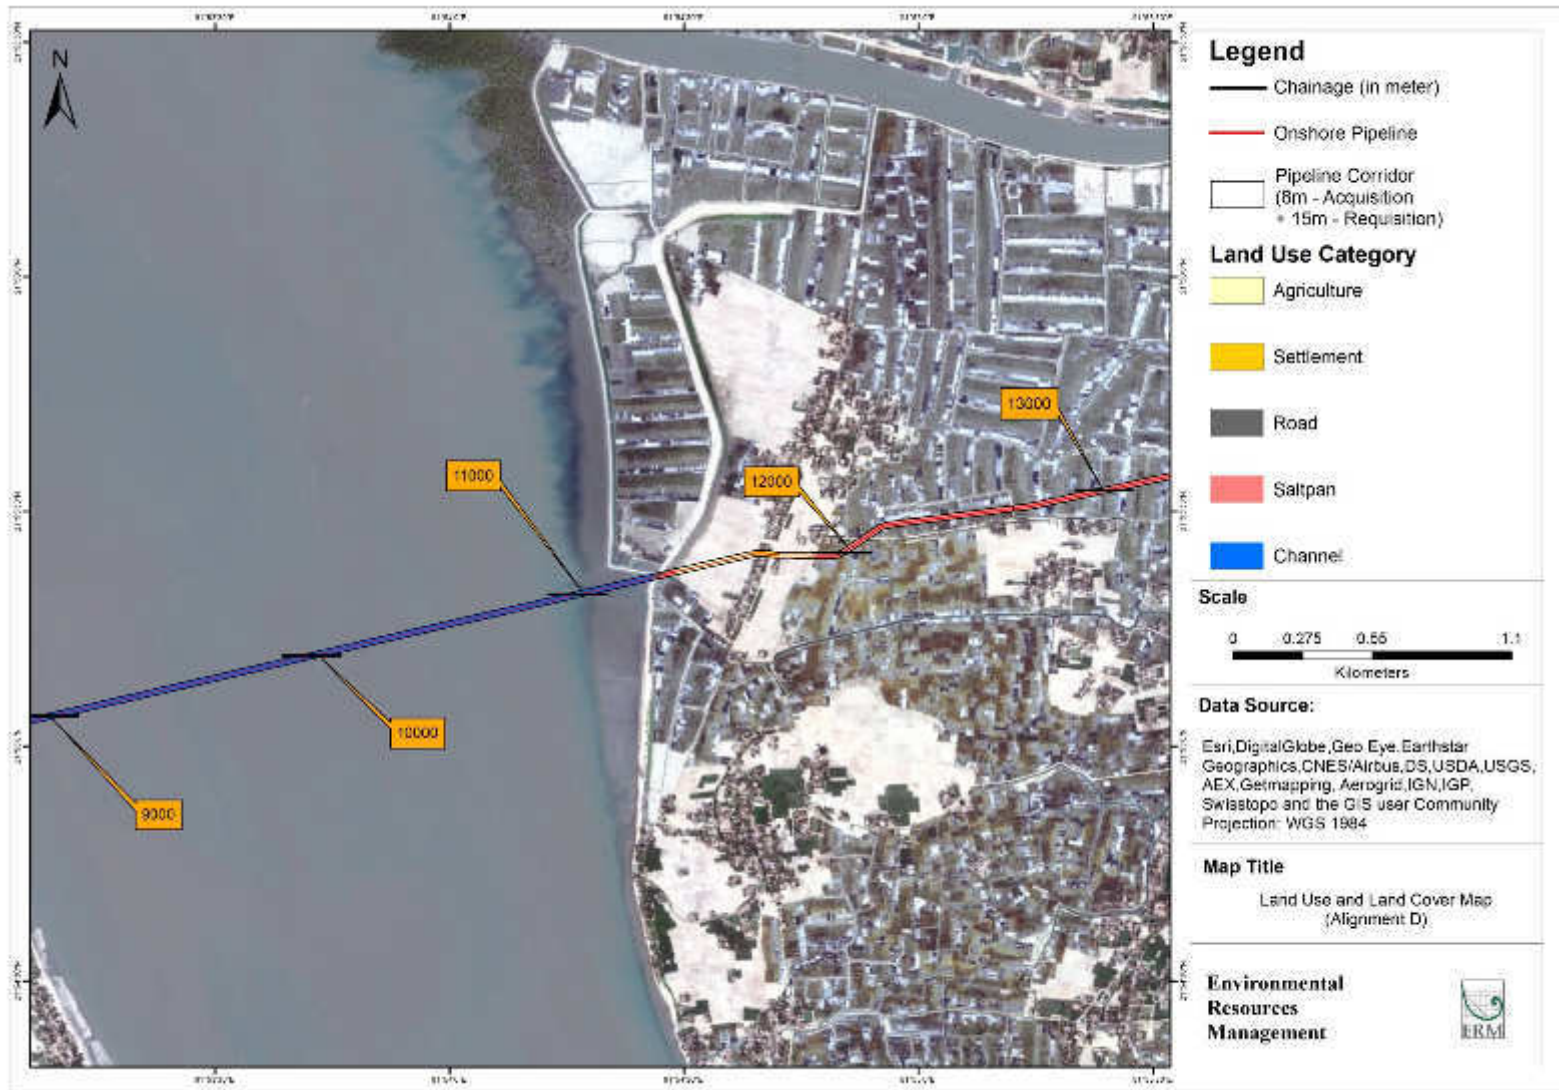 N
11000
12000
13000
10000
9000
Legend
Chainage (in meter)
Onshore Pipeline
Pipeline Corridor
(8m - Acquisition
+ 15m - Requisition)
Land Use Category
Agriculture
Settlement
Road
Saltpan
Channel
Scale
0 0.275 0.55 1.1
Kilometers
Data Source:
Esri,DigitalGlobe,Geo Eye,Earthstar
Geographics,CNES/Airbus,DS,USDA,USGS,
AEX,Getmapping, Aerogrid,IGN,IGP,
Swisstopo and the GIS user Community
Projection: WGS 1984
Map Title
Land Use and Land Cover Map
(Alignment D)
Environmental
Resources
Management
ERM